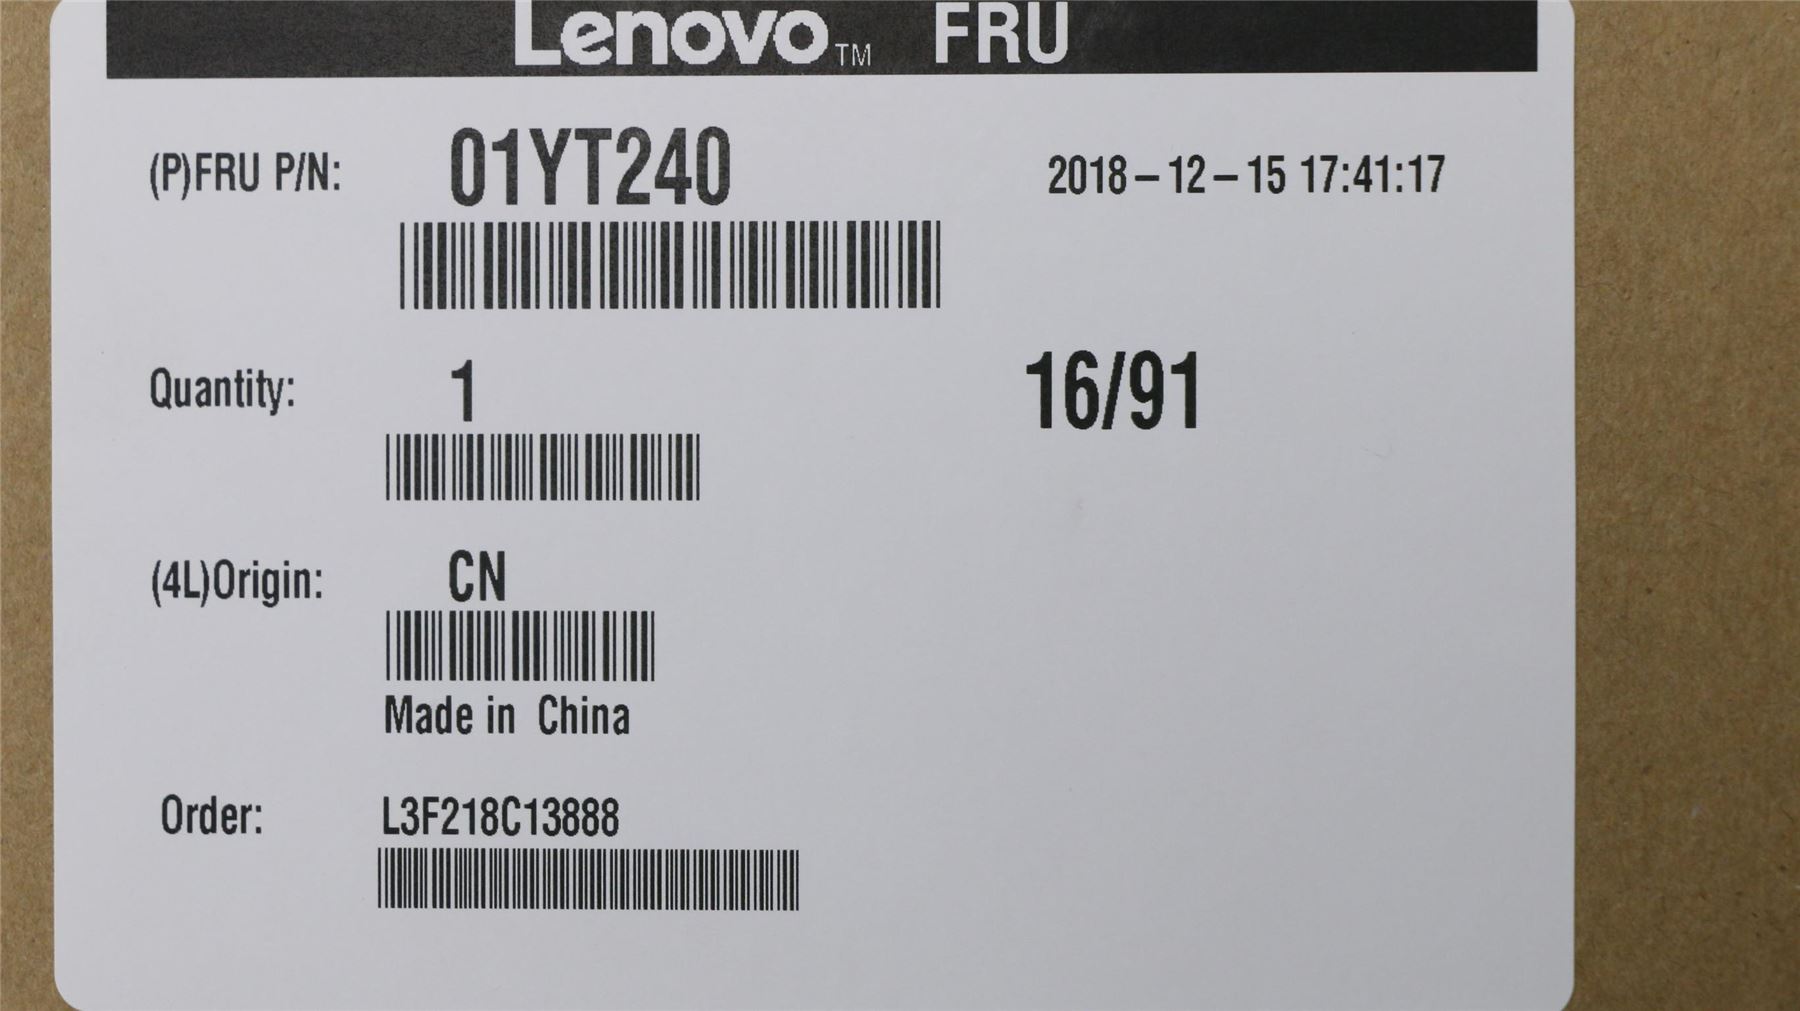 Lenovo™ FRU
(P)FRU P/N: 01YT240 2018-12-15 17:41:17
Quantity: 1 16/91
(4L)Origin: CN
Made in China
Order: L3F218C13888